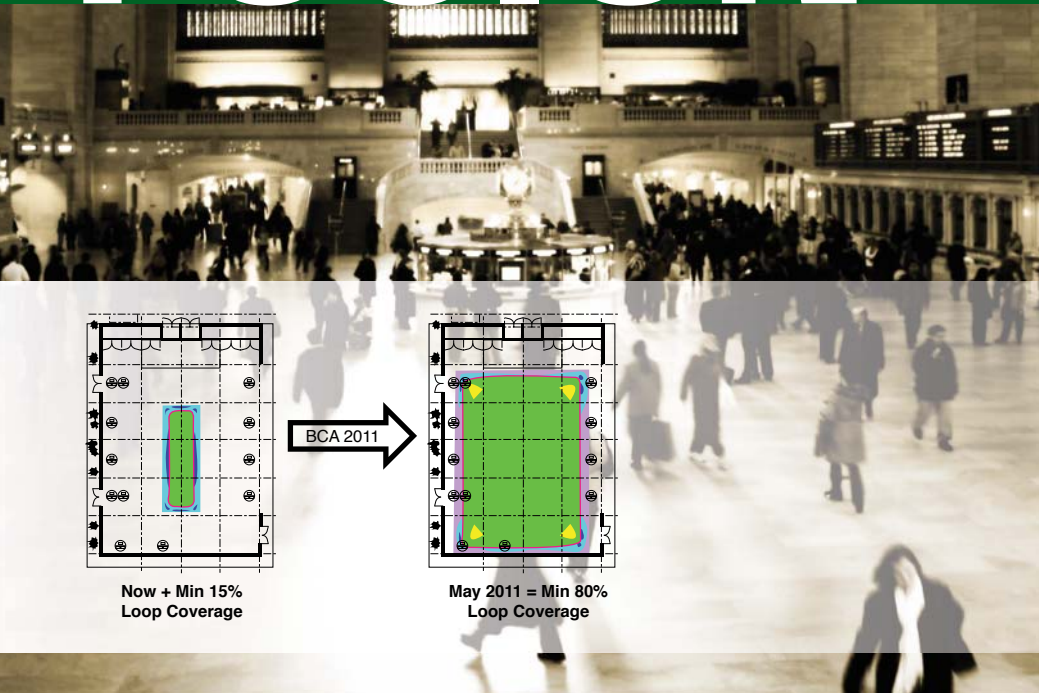 BCA 2011
Now + Min 15%
Loop Coverage
May 2011 = Min 80%
Loop Coverage